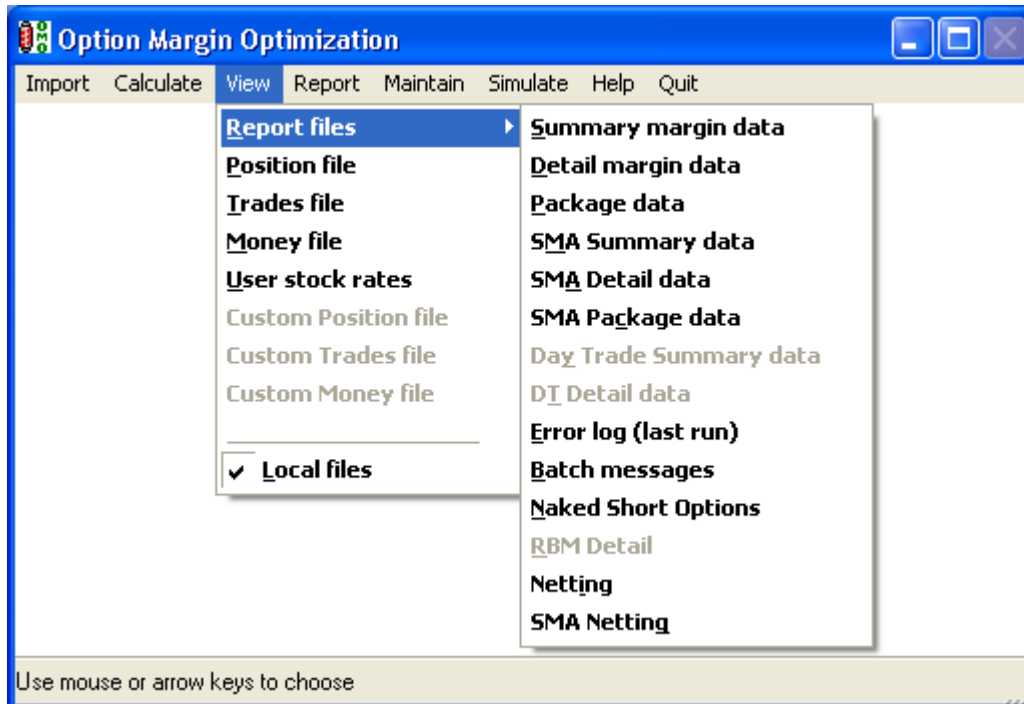 OMO Option Margin Optimization
Import Calculate View Report Maintain Simulate Help Quit
Report files
Position file
Trades file
Money file
User stock rates
Custom Position file
Custom Trades file
Custom Money file
Local files
Summary margin data
Detail margin data
Package data
SMA Summary data
SMA Detail data
SMA Package data
Day Trade Summary data
DT Detail data
Error log (last run)
Batch messages
Naked Short Options
RBM Detail
Netting
SMA Netting
Use mouse or arrow keys to choose